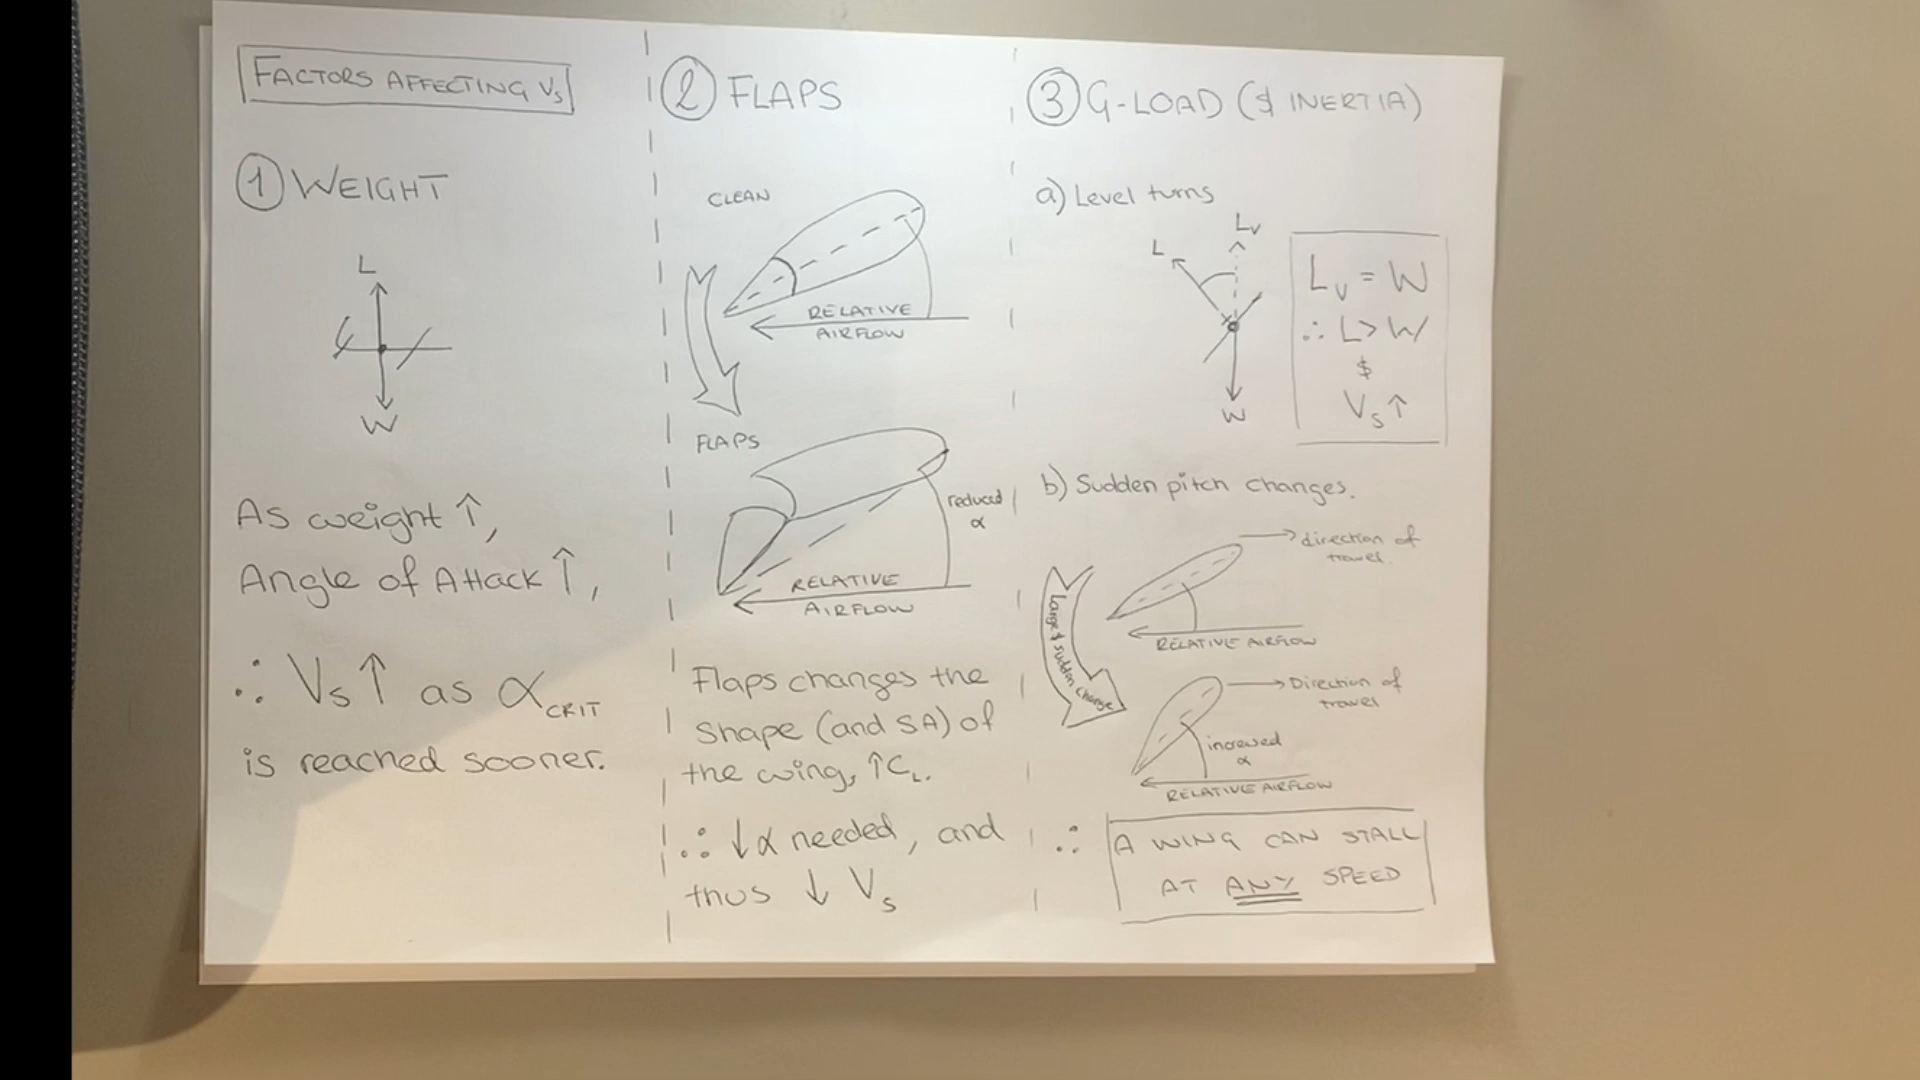 FACTORS AFFECTING Vs
① WEIGHT
L
W
As weight ↑,
Angle of Attack ↑,
∴ Vs ↑ as αCRIT
is reached sooner.
② FLAPS
CLEAN
RELATIVE
AIRFLOW
FLAPS
reduced
α
RELATIVE
AIRFLOW
Flaps changes the
shape (and SA) of
the wing, ↑CL.
∴ ↓α needed, and
thus ↓ Vs
③ G-LOAD (& INERTIA)
a) Level turns
L
Lv
W
Lv = W
∴ L > W
&
Vs ↑
b) Sudden pitch changes.
direction of
travel.
Large & sudden change
RELATIVE AIRFLOW
Direction of
travel
increased
α
RELATIVE AIRFLOW
∴ A WING CAN STALL
AT ANY SPEED